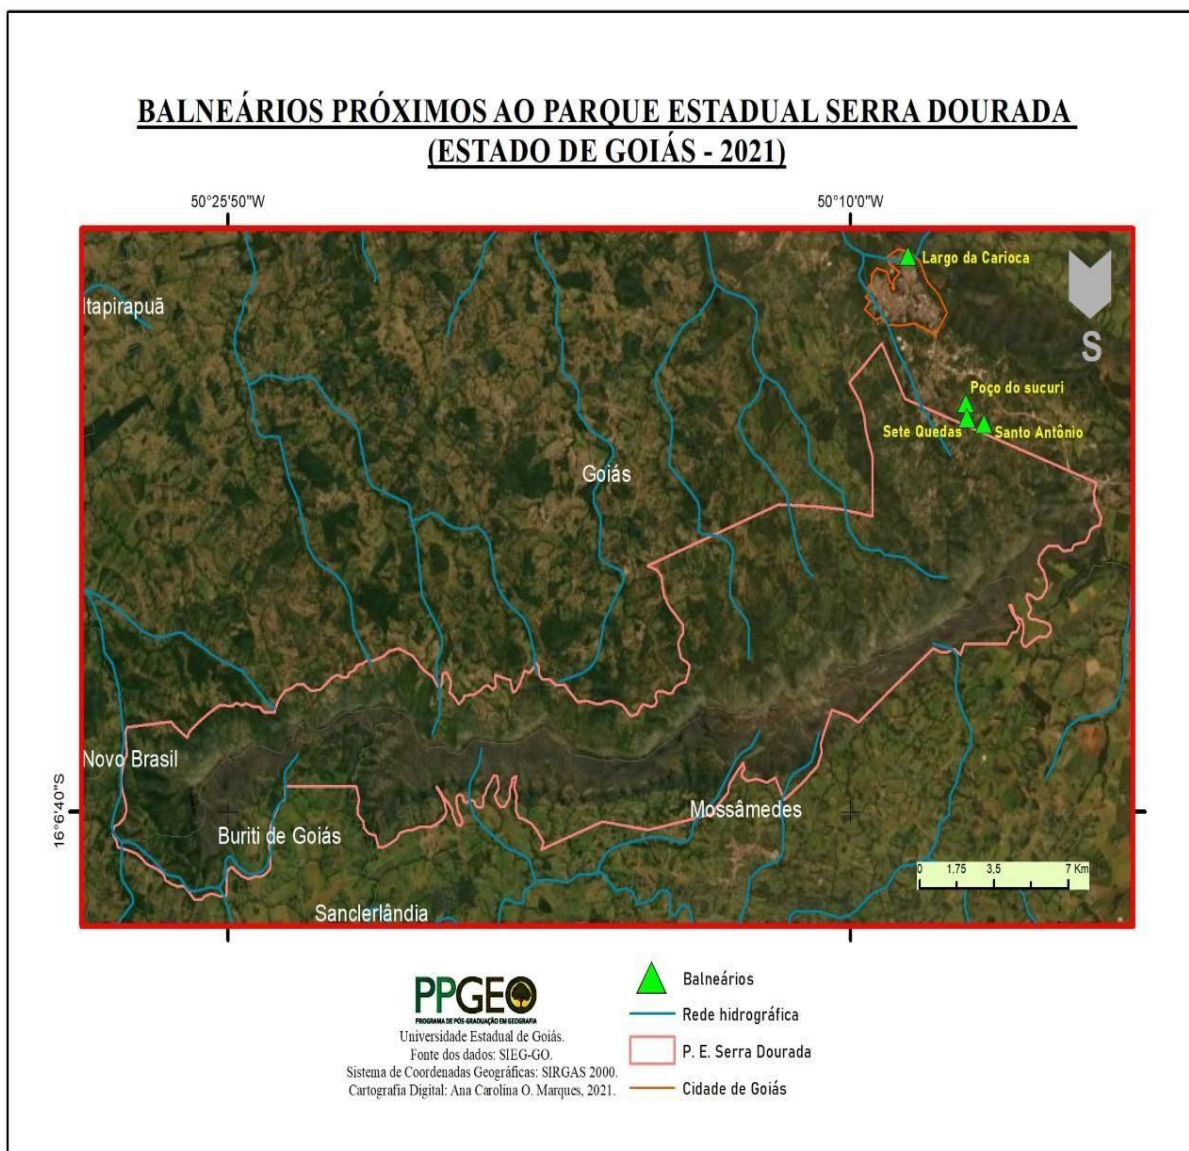 BALNEÁRIOS PRÓXIMOS AO PARQUE ESTADUAL SERRA DOURADA
(ESTADO DE GOIÁS - 2021)
50°25'50"W
50°10'0"W
Largo da Carioca
Itapirapuã
S
Poço do sucuri
Sete Quedas
Santo Antônio
Goiás
Novo Brasil
16°6'40"S
Mossâmedes
Buriti de Goiás
0 1,75 3,5 7 Km
Sanclerlândia
PPGEO
PROGRAMA DE PÓS-GRADUAÇÃO EM GEOGRAFIA
Universidade Estadual de Goiás.
Fonte dos dados: SIEG-GO.
Sistema de Coordenadas Geográficas: SIRGAS 2000.
Cartografia Digital: Ana Carolina O. Marques, 2021.
Balneários
Rede hidrográfica
P. E. Serra Dourada
Cidade de Goiás